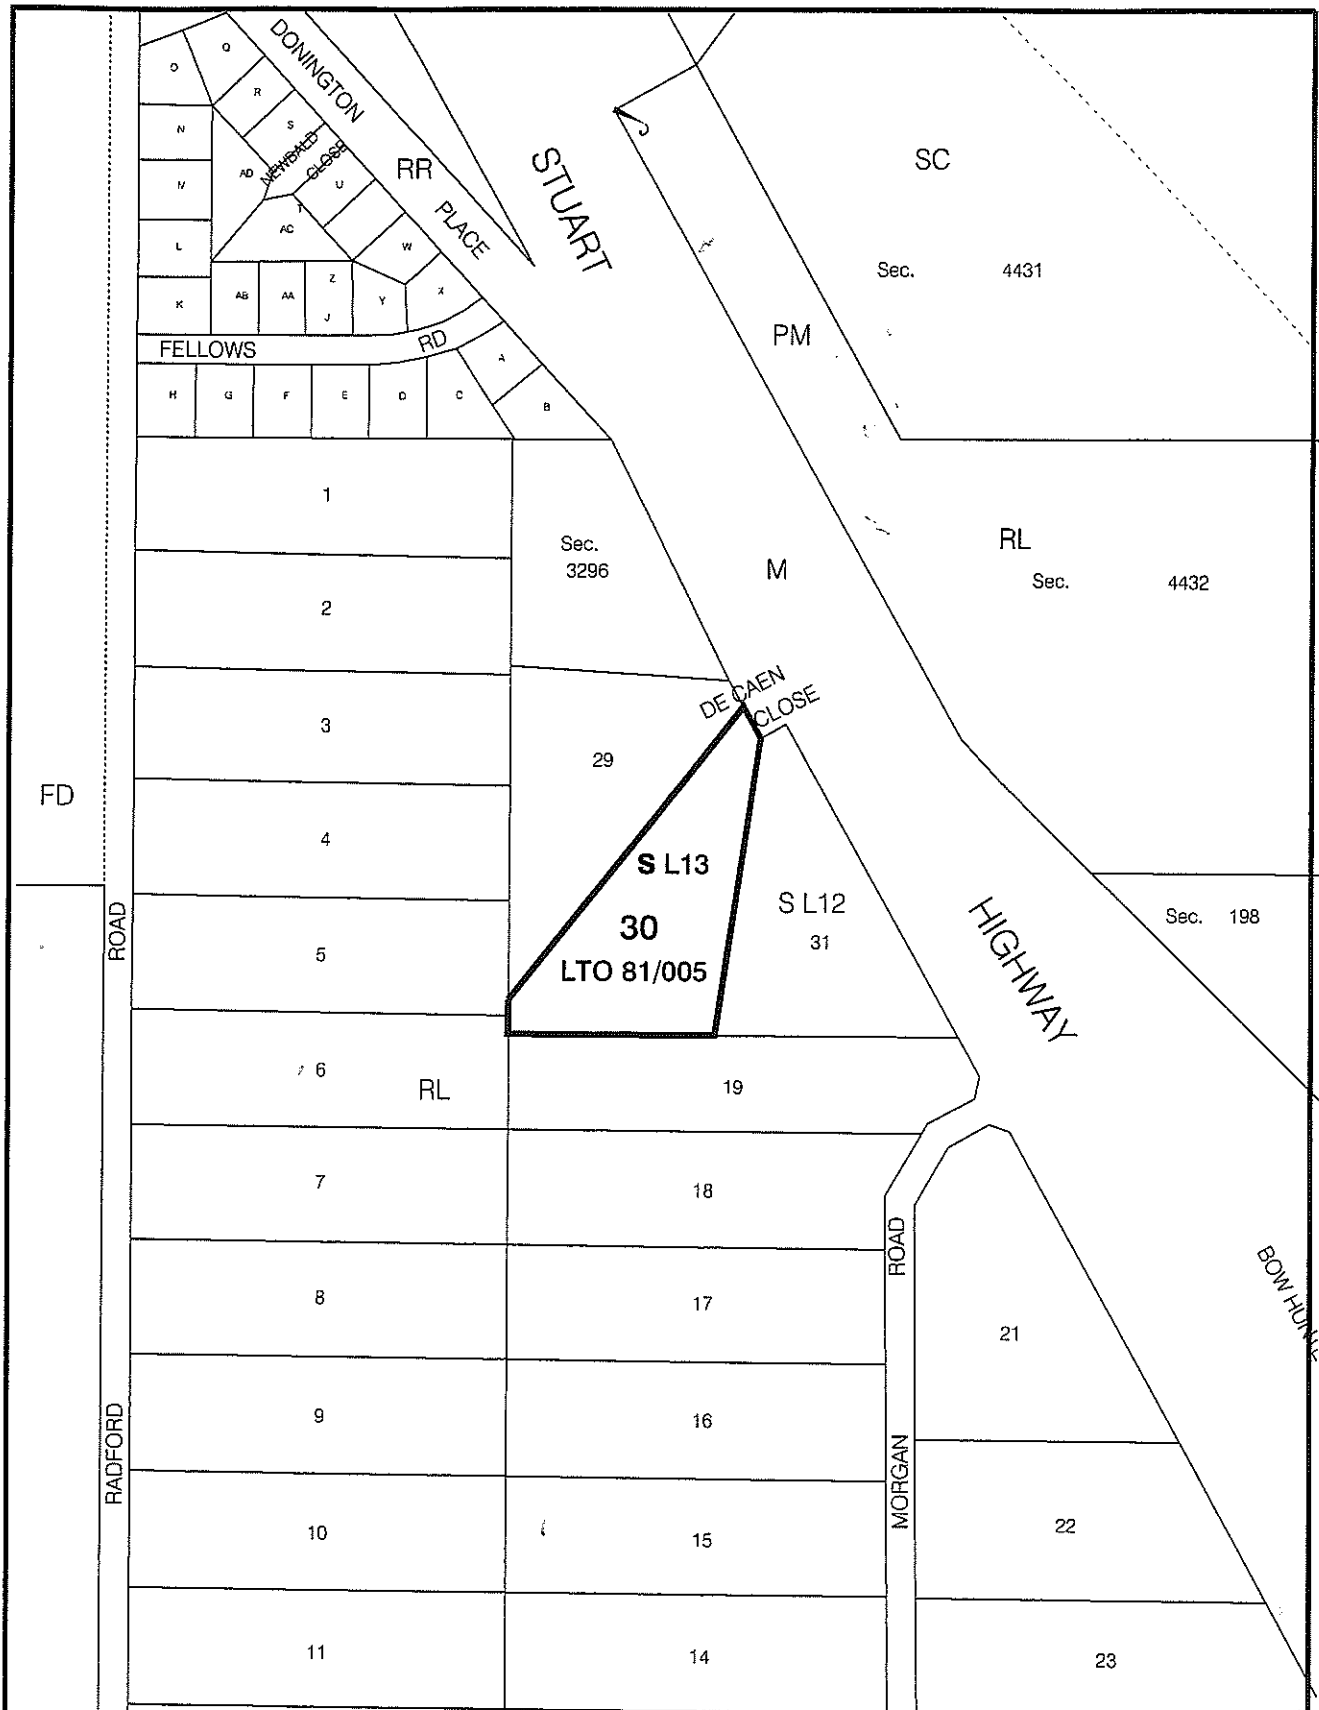 DONINGTON
PLACE
RR
STUART
SC
Sec. 4431
PM
O
Q
R
S
N
M
L
K
AD
NEWBALD
CLOSE
U
T
AC
W
X
Y
Z
J
AA
AB
FELLOWS
RD
H
G
F
E
D
C
A
B
1
2
3
4
5
6
7
8
9
10
11
Sec.
3296
M
RL
Sec. 4432
DE CAEN
CLOSE
29
FD
S L13
30
LTO 81/005
S L12
31
HIGHWAY
Sec. 198
ROAD
RADFORD
RL
19
18
17
16
15
14
ROAD
MORGAN
21
22
23
BOW